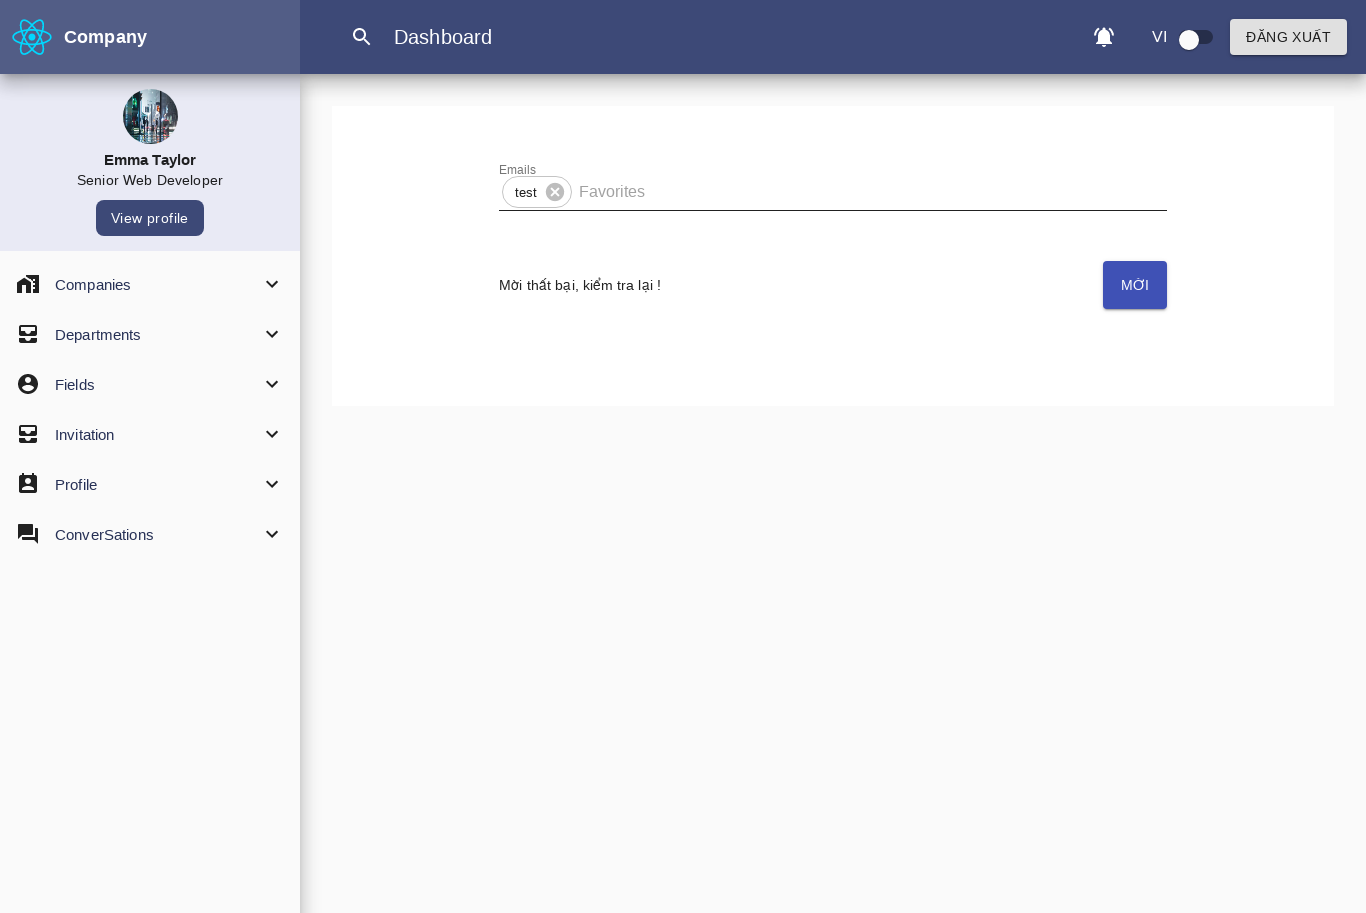 Company
Dashboard
VI
ĐĂNG XUẤT
Emma Taylor
Senior Web Developer
View profile
Companies
Departments
Fields
Invitation
Profile
ConverSations
Emails
test
Favorites
Mời thất bại, kiểm tra lại !
MỜI